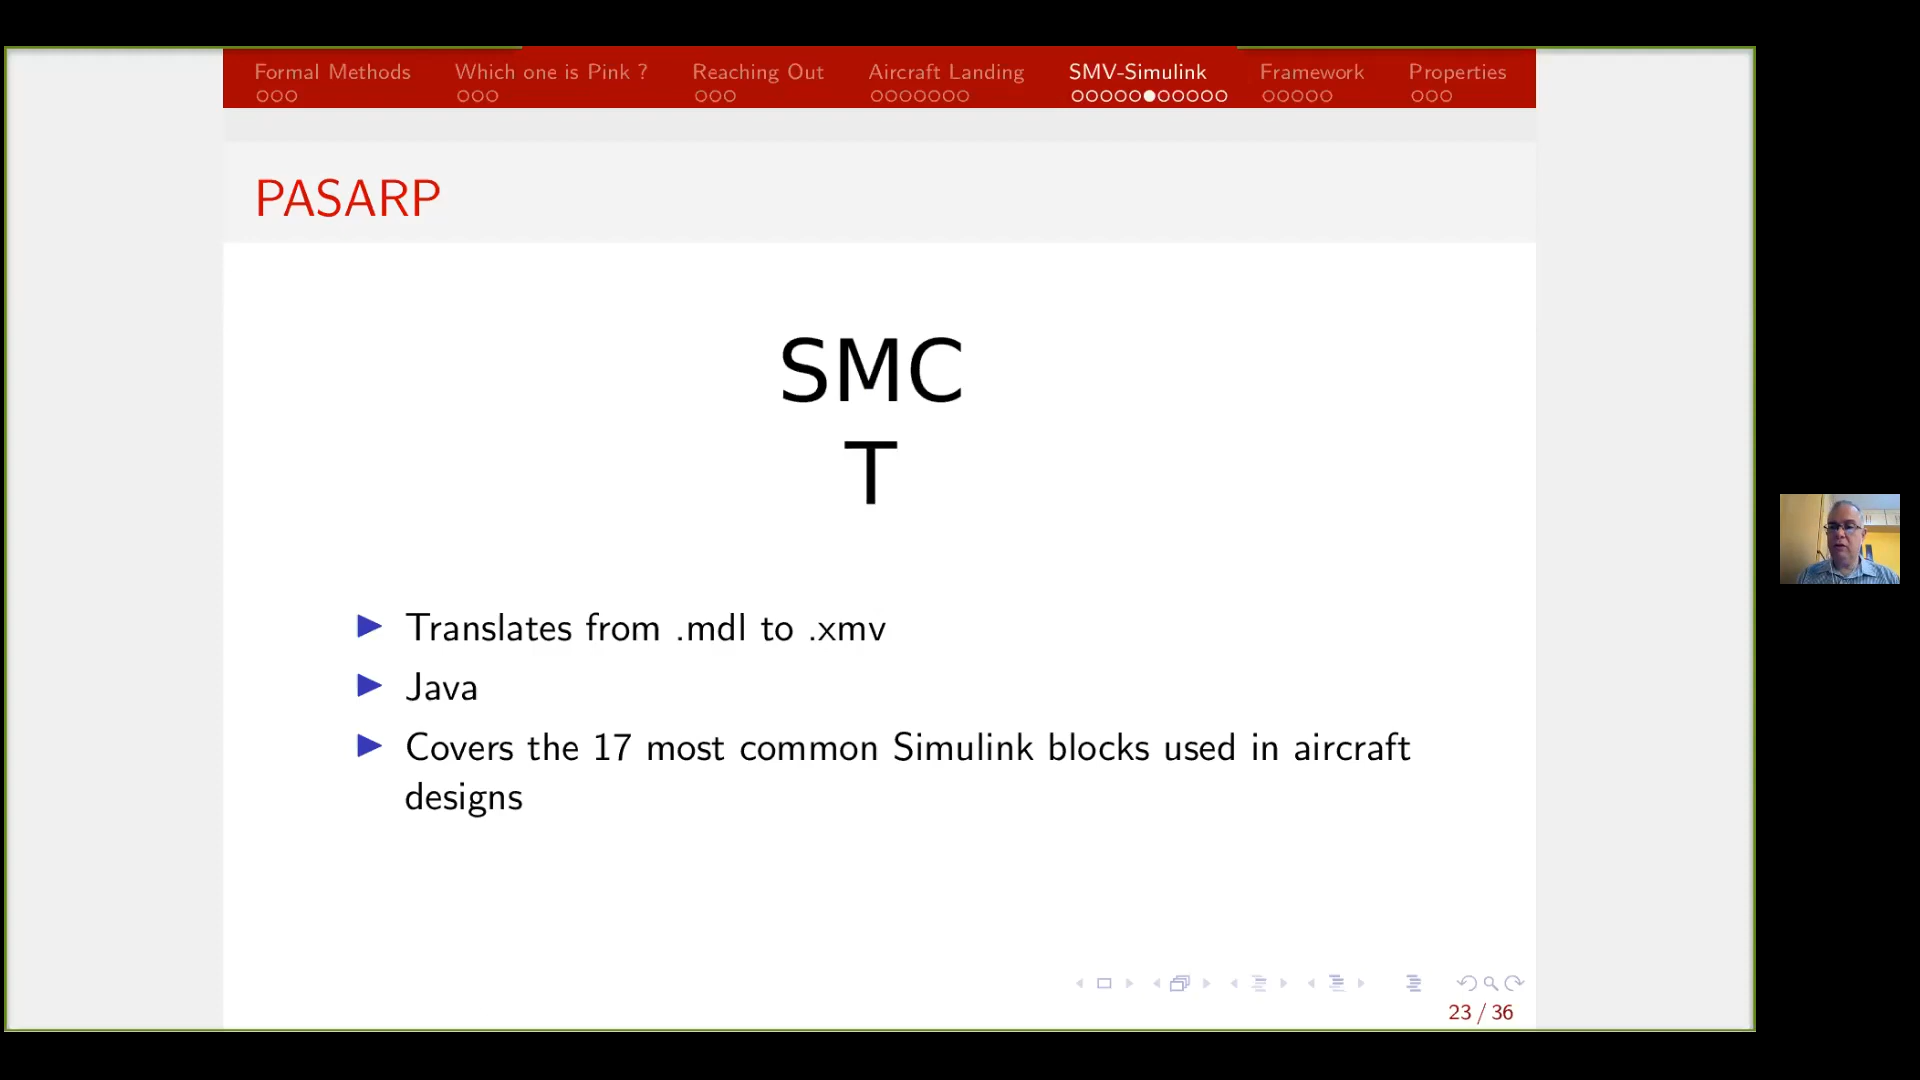 Formal Methods Which one is Pink ? Reaching Out Aircraft Landing SMV-Simulink Framework Properties
PASARP
SMC
T
Translates from .mdl to .xmv
Java
Covers the 17 most common Simulink blocks used in aircraft
designs
23 / 36